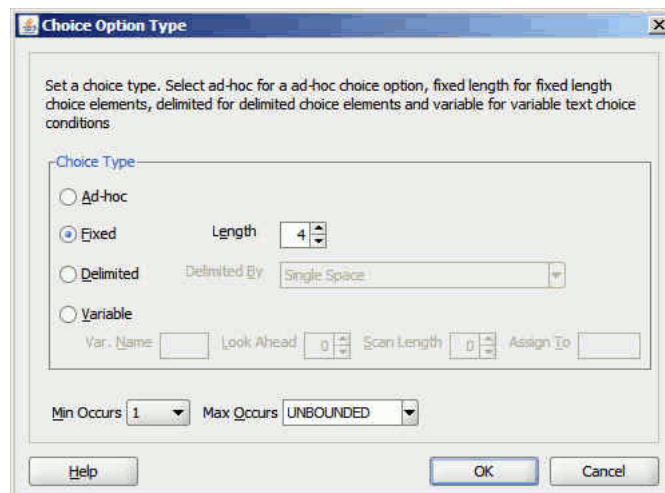 Choice Option Type
Set a choice type. Select ad-hoc for a ad-hoc choice option, fixed length for fixed length
choice elements, delimited for delimited choice elements and variable for variable text choice
conditions
Choice Type
Ad-hoc
Fixed Length 4
Delimited Delimited By Single Space
Variable
Var. Name Look Ahead 0 Scan Length 0 Assign To
Min Occurs 1 Max Occurs UNBOUNDED
Help OK Cancel